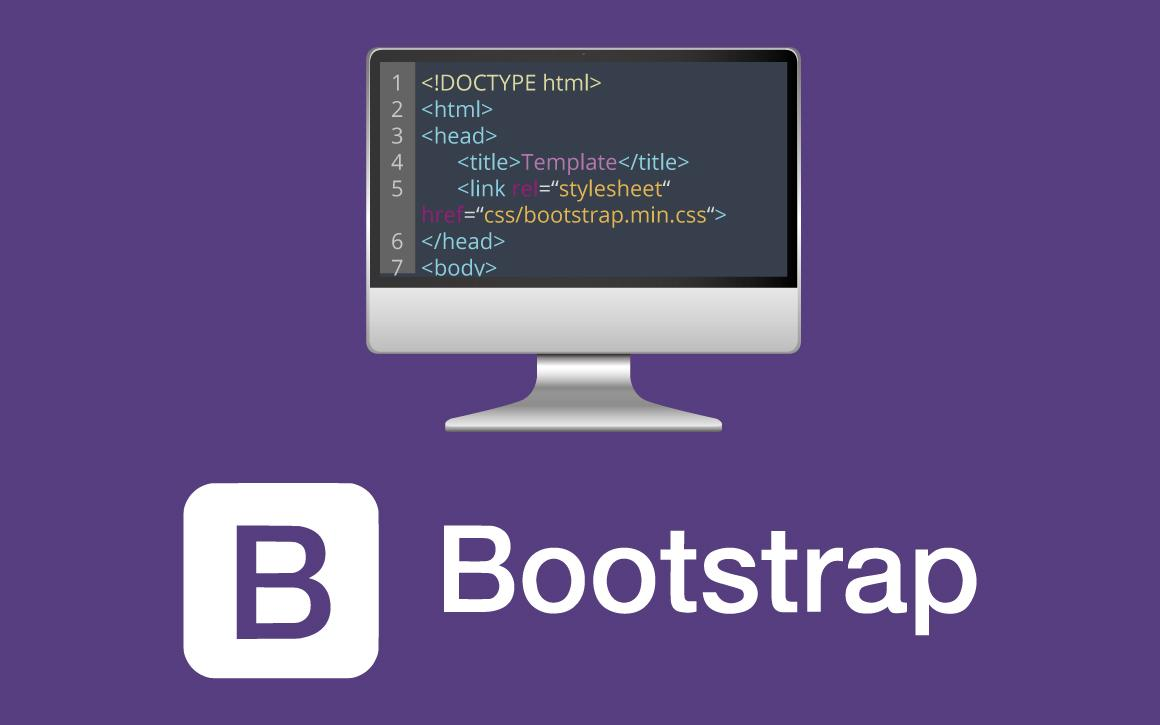 1 <!DOCTYPE html>
2 <html>
3 <head>
4 <title>Template</title>
5 <link rel=“stylesheet“
href=“css/bootstrap.min.css“>
6 </head>
7 <body>
B Bootstrap